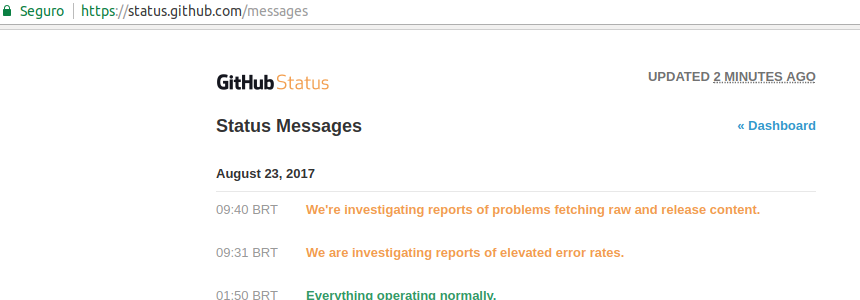 Seguro https://status.github.com/messages
GitHub Status UPDATED 2 MINUTES AGO
Status Messages « Dashboard
August 23, 2017
09:40 BRT We're investigating reports of problems fetching raw and release content.
09:31 BRT We are investigating reports of elevated error rates.
01:50 BRT Everything operating normally.